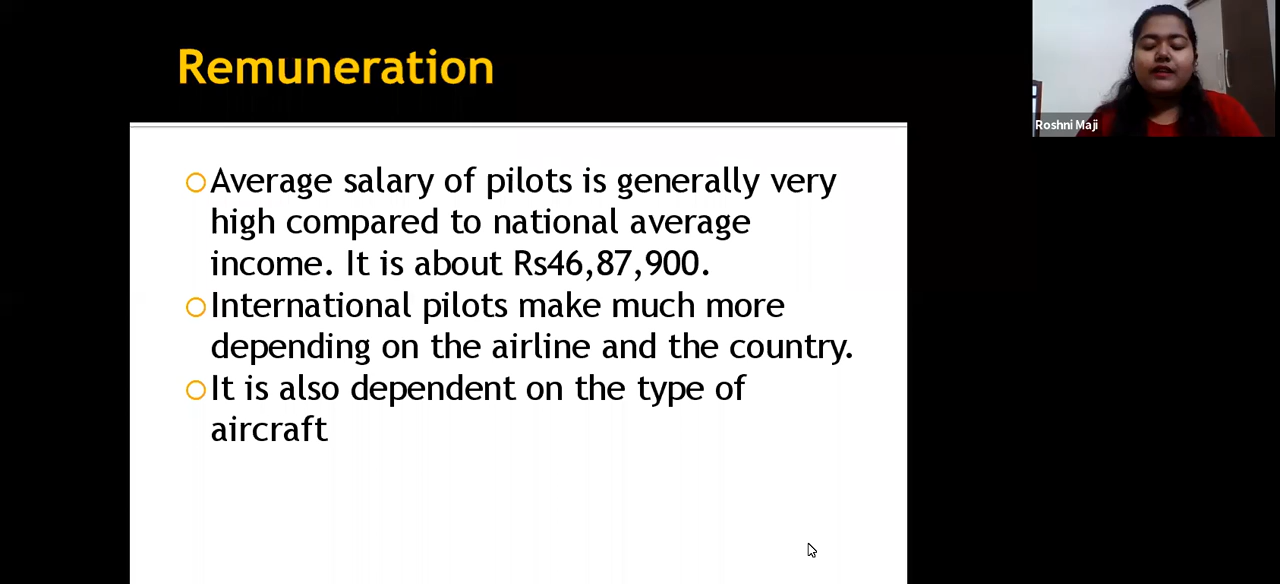 Remuneration
Average salary of pilots is generally very
high compared to national average
income. It is about Rs46,87,900.
International pilots make much more
depending on the airline and the country.
It is also dependent on the type of
aircraft
Roshni Maji